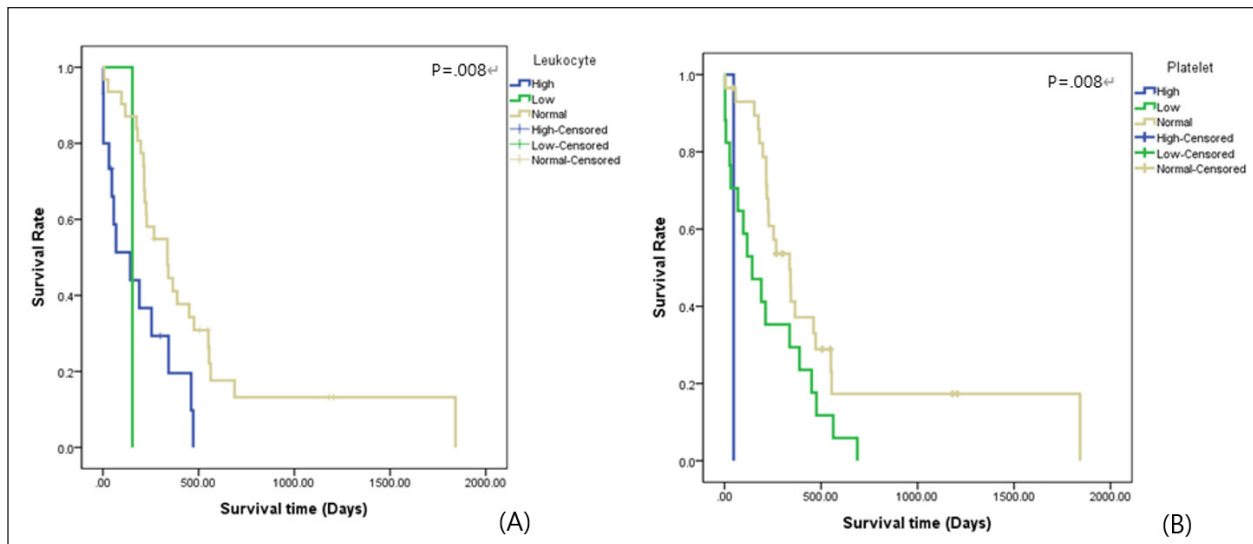 P=.008↵
Leukocyte
High
Low
Normal
High-Censored
Low-Censored
Normal-Censored
1.0
0.8
0.6
0.4
0.2
0.0
Survival Rate
.00
500.00
1000.00
1500.00
2000.00
Survival time (Days)
(A)
P=.008↵
Platelet
High
Low
Normal
High-Censored
Low-Censored
Normal-Censored
1.0
0.8
0.6
0.4
0.2
0.0
Survival Rate
.00
500.00
1000.00
1500.00
2000.00
Survival time (Days)
(B)